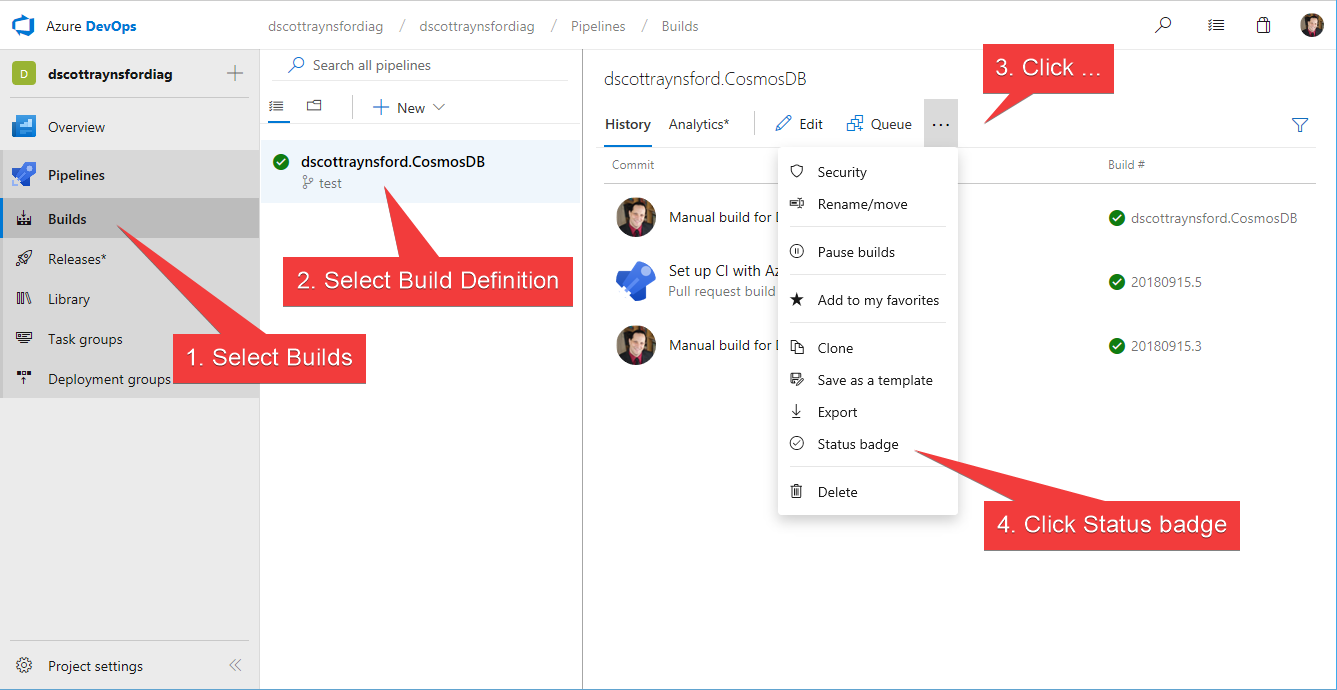 Azure DevOps
dscottraynsfordiag / dscottraynsfordiag / Pipelines / Builds
D dscottraynsfordiag
Overview
Pipelines
Builds
Releases*
Library
Task groups
Deployment groups
Project settings
1. Select Builds
Search all pipelines
New
dscottraynsford.CosmosDB
test
2. Select Build Definition
dscottraynsford.CosmosDB
3. Click ...
History Analytics* Edit Queue ...
Commit Build #
Manual build for dscottraynsford.CosmosDB
Set up CI with Az 20180915.5
Pull request build
Manual build for 20180915.3
Security
Rename/move
Pause builds
Add to my favorites
Clone
Save as a template
Export
Status badge
Delete
4. Click Status badge